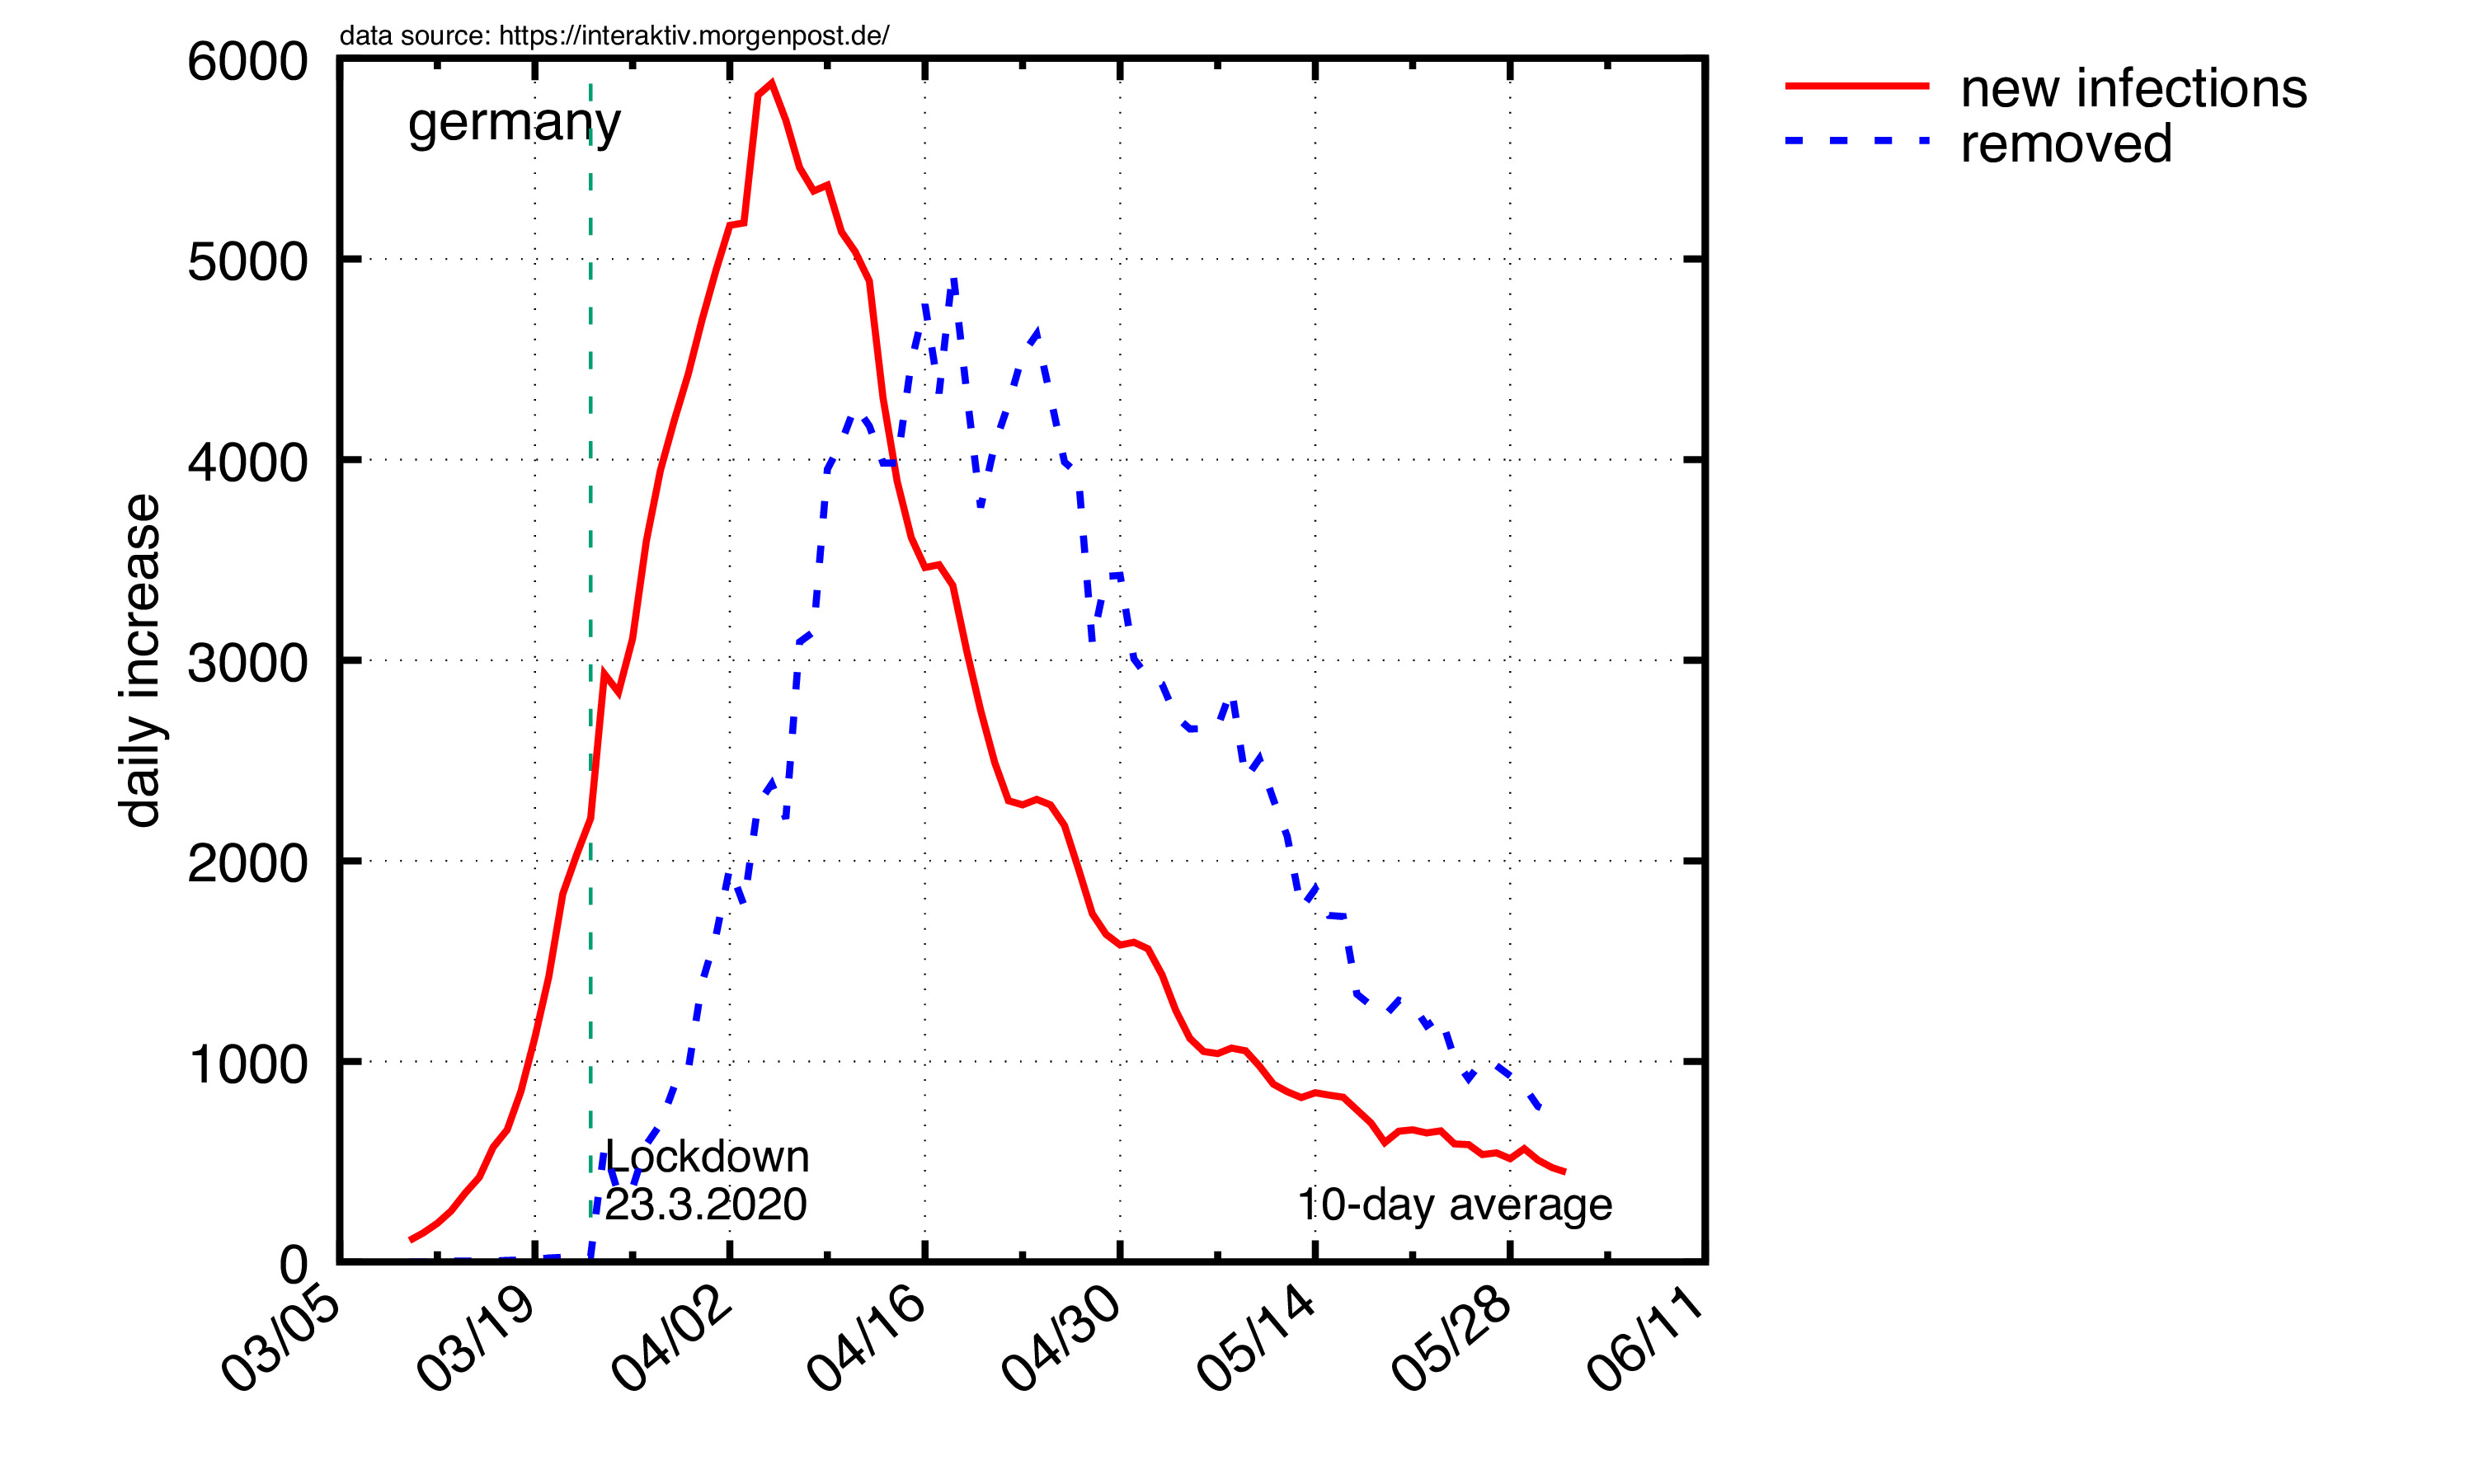 data source: https://interaktiv.morgenpost.de/
6000
5000
4000
3000
2000
1000
0
daily increase
germany
new infections
removed
Lockdown
23.3.2020
10-day average
03/05
03/19
04/02
04/16
04/30
05/14
05/28
06/11